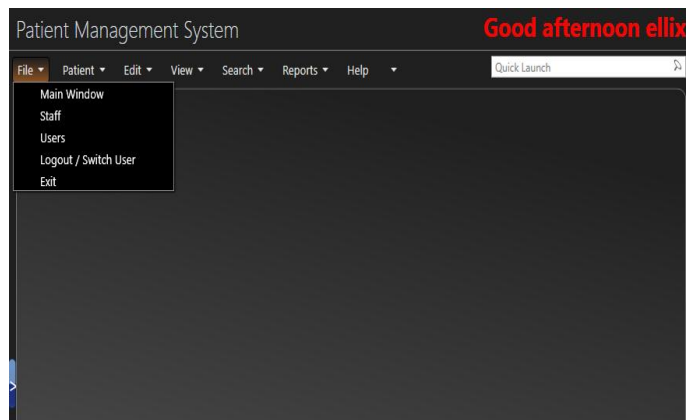 Patient Management System
Good afternoon ellix
File Patient Edit View Search Reports Help
Quick Launch
Main Window
Staff
Users
Logout / Switch User
Exit